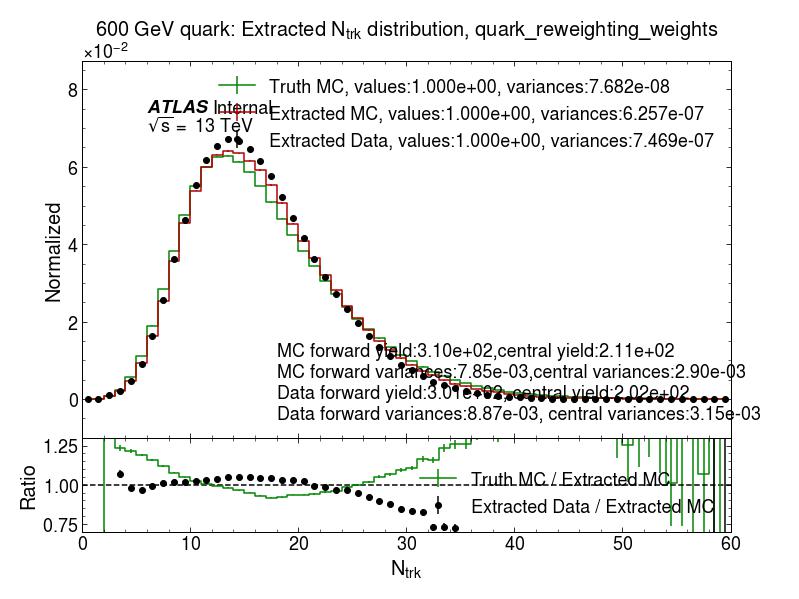 600 GeV quark: Extracted Ntrk distribution, quark_reweighting_weights
×10−2
ATLAS Internal
√s = 13 TeV
Truth MC, values:1.000e+00, variances:7.682e-08
Extracted MC, values:1.000e+00, variances:6.257e-07
Extracted Data, values:1.000e+00, variances:7.469e-07
8
6
4
2
0
Normalized
MC forward yield:3.10e+02,central yield:2.11e+02
MC forward variances:7.85e-03,central variances:2.90e-03
Data forward yield:3.01e+02, central yield:2.02e+02
Data forward variances:8.87e-03, central variances:3.15e-03
1.25
1.00
0.75
Ratio
Truth MC / Extracted MC
Extracted Data / Extracted MC
0 10 20 30 40 50 60
Ntrk